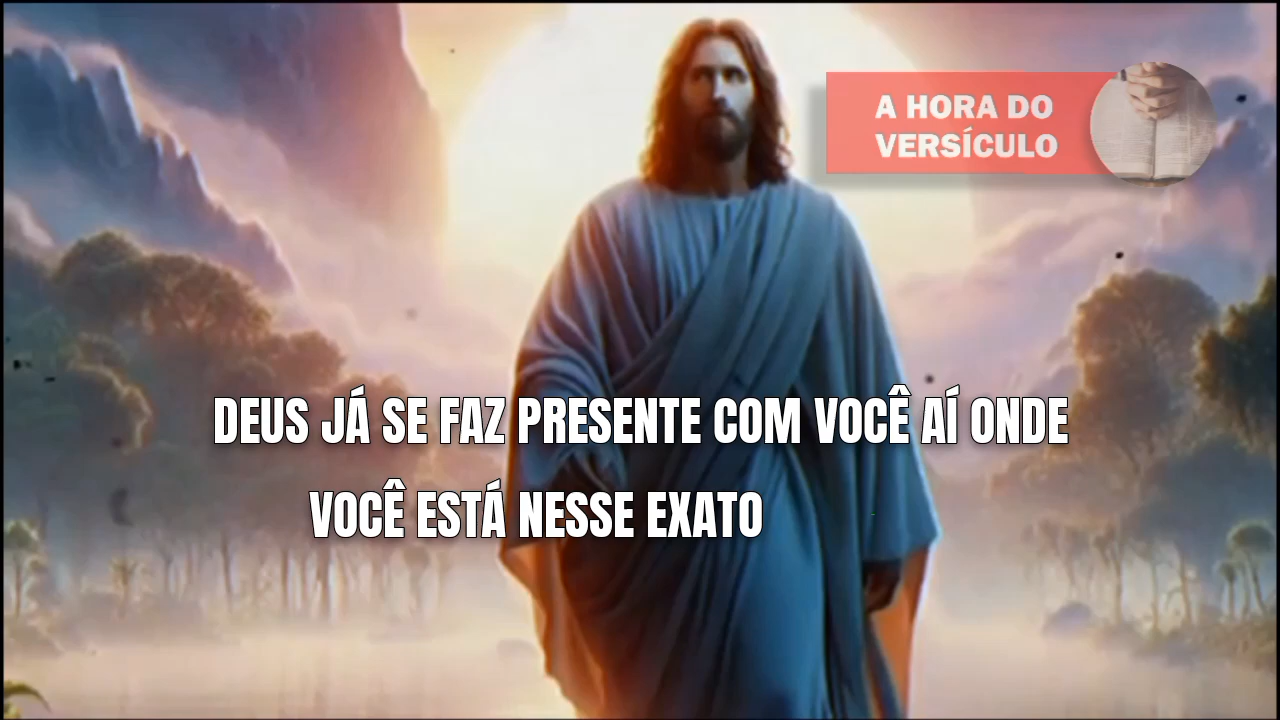 A HORA DO
VERSÍCULO
DEUS JÁ SE FAZ PRESENTE COM VOCÊ AÍ ONDE
VOCÊ ESTÁ NESSE EXATO